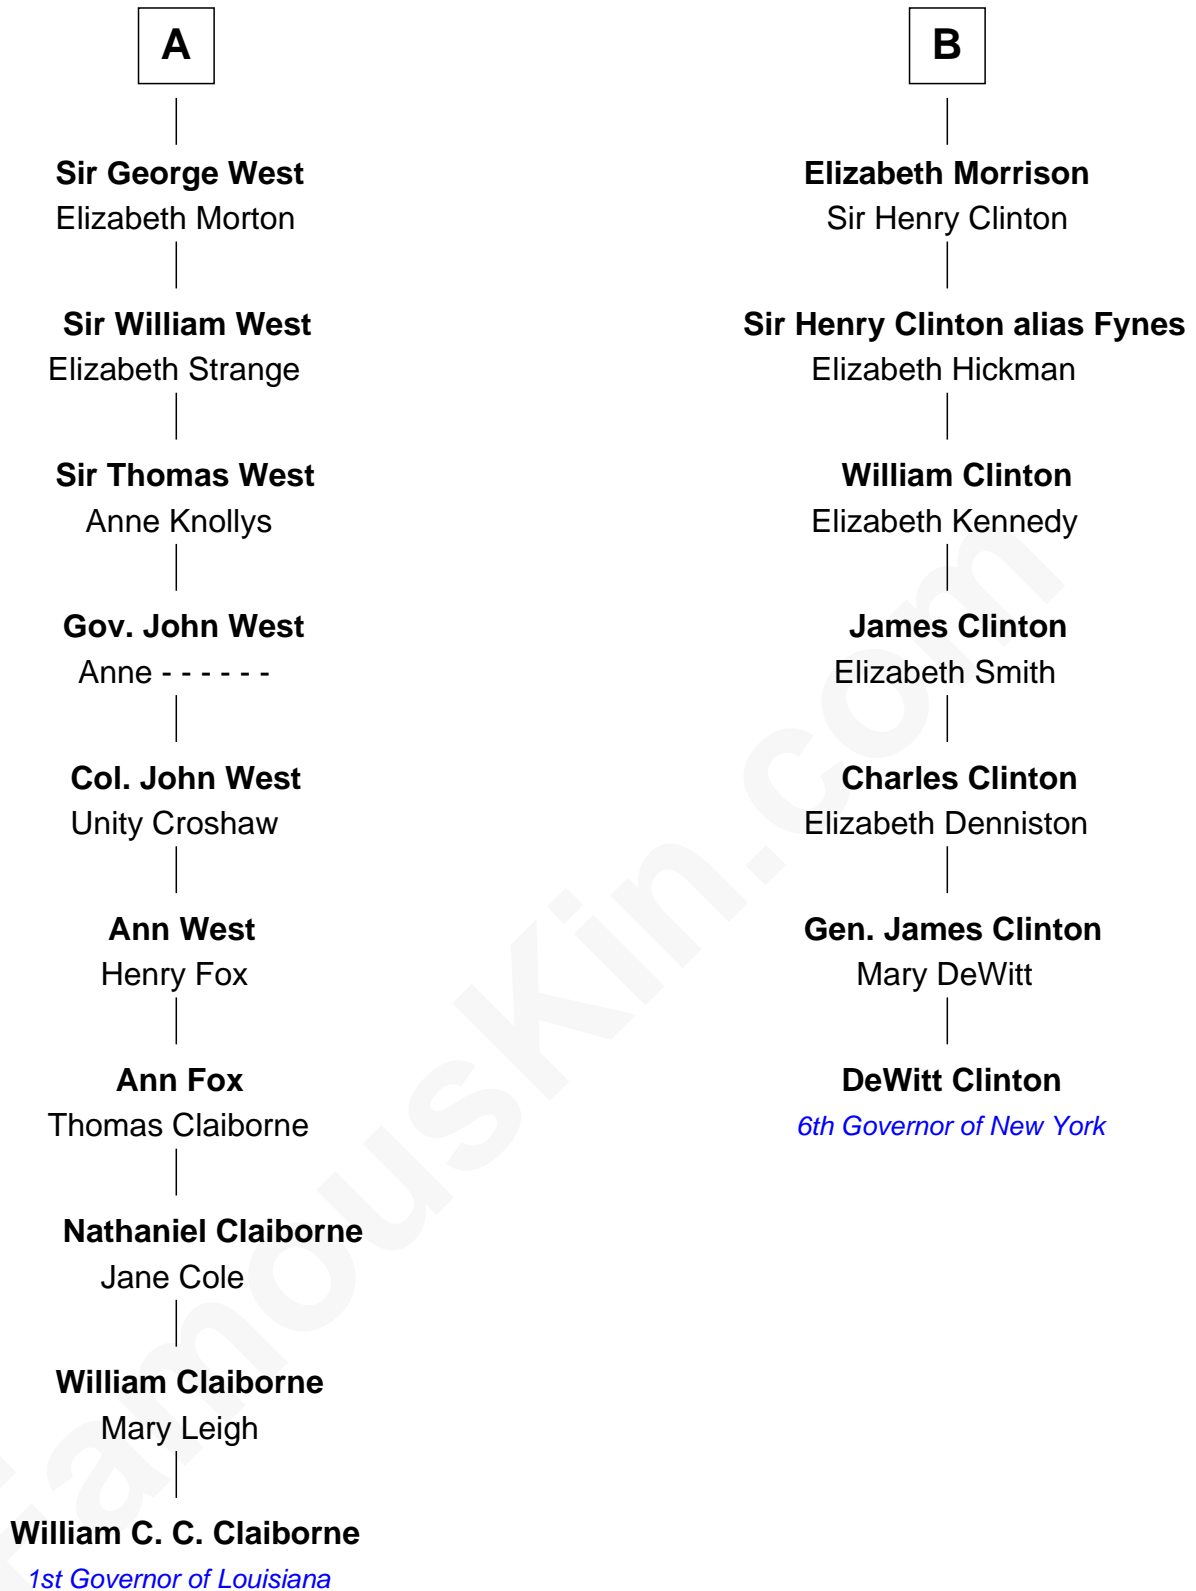 A
Sir George West
Elizabeth Morton
Sir William West
Elizabeth Strange
Sir Thomas West
Anne Knollys
Gov. John West
Anne - - - - - -
Col. John West
Unity Croshaw
Ann West
Henry Fox
Ann Fox
Thomas Claiborne
Nathaniel Claiborne
Jane Cole
William Claiborne
Mary Leigh
William C. C. Claiborne
1st Governor of Louisiana
B
Elizabeth Morrison
Sir Henry Clinton
Sir Henry Clinton alias Fynes
Elizabeth Hickman
William Clinton
Elizabeth Kennedy
James Clinton
Elizabeth Smith
Charles Clinton
Elizabeth Denniston
Gen. James Clinton
Mary DeWitt
DeWitt Clinton
6th Governor of New York
FamousKin.com